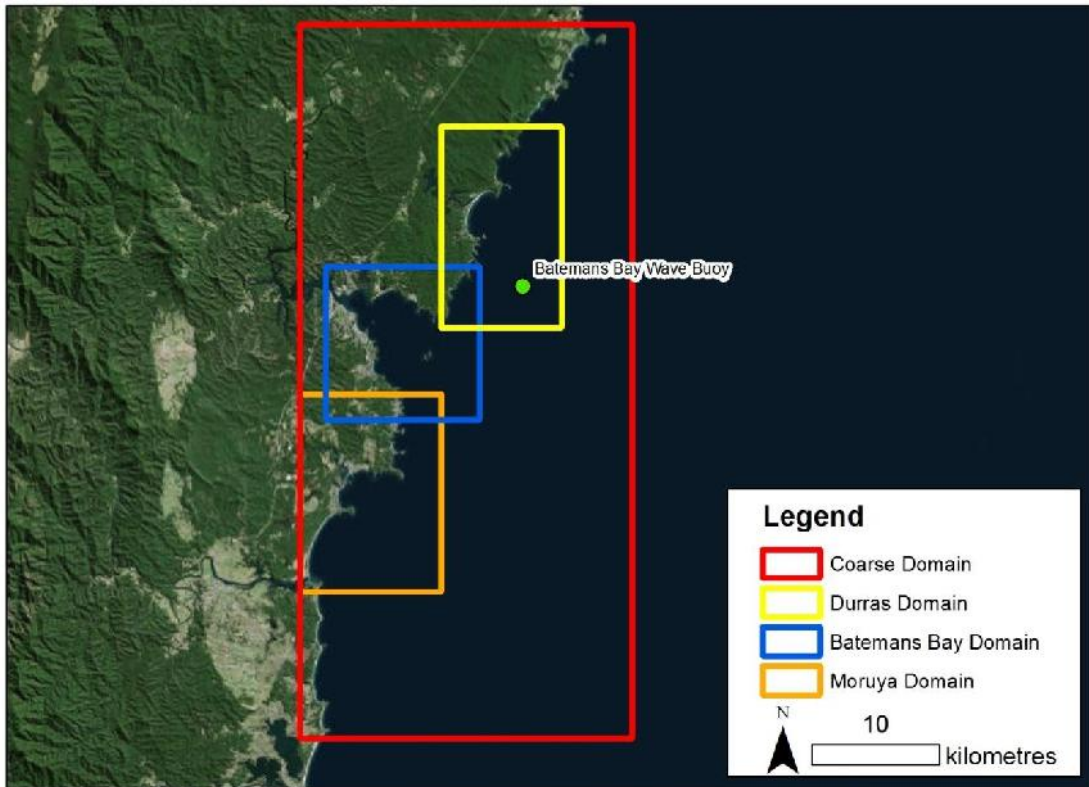 Batemans Bay Wave Buoy
Legend
Coarse Domain
Durras Domain
Batemans Bay Domain
Moruya Domain
N
10
kilometres